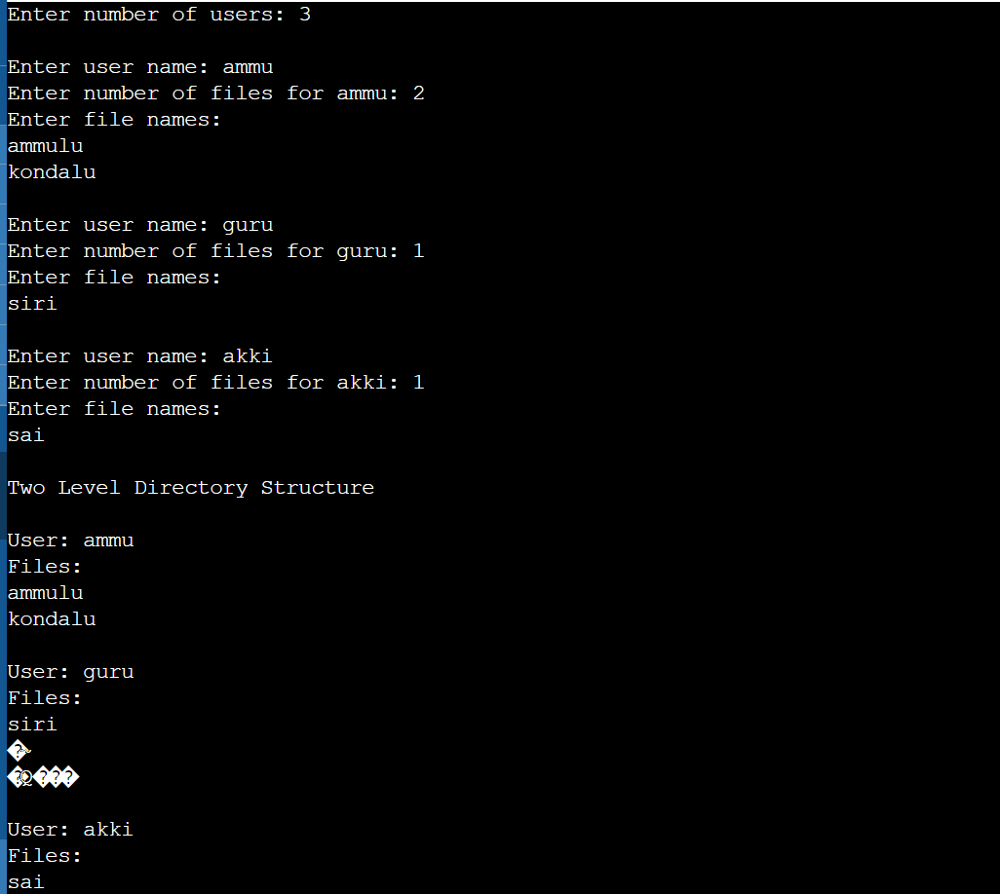 Enter number of users: 3
Enter user name: ammu
Enter number of files for ammu: 2
Enter file names:
ammulu
kondalu
Enter user name: guru
Enter number of files for guru: 1
Enter file names:
siri
Enter user name: akki
Enter number of files for akki: 1
Enter file names:
sai
Two Level Directory Structure
User: ammu
Files:
ammulu
kondalu
User: guru
Files:
siri
User: akki
Files:
sai